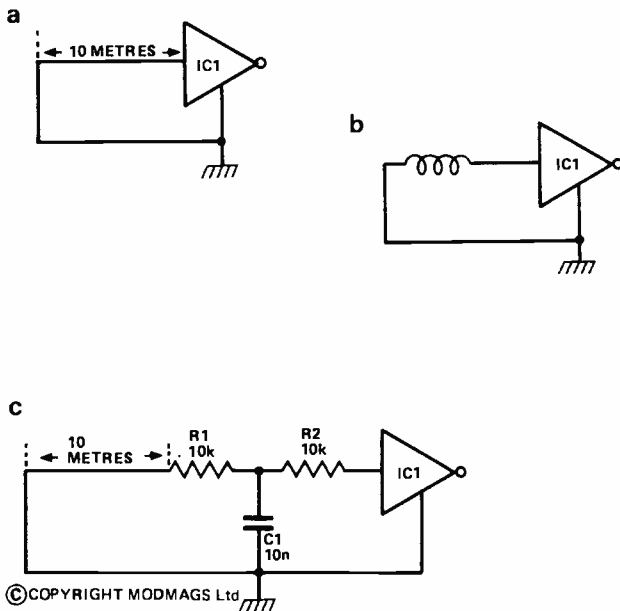 a
10 METRES
IC1
b
IC1
c
10
METRES
R1
10k
R2
10k
IC1
C1
10n
©COPYRIGHT MODMAGS Ltd